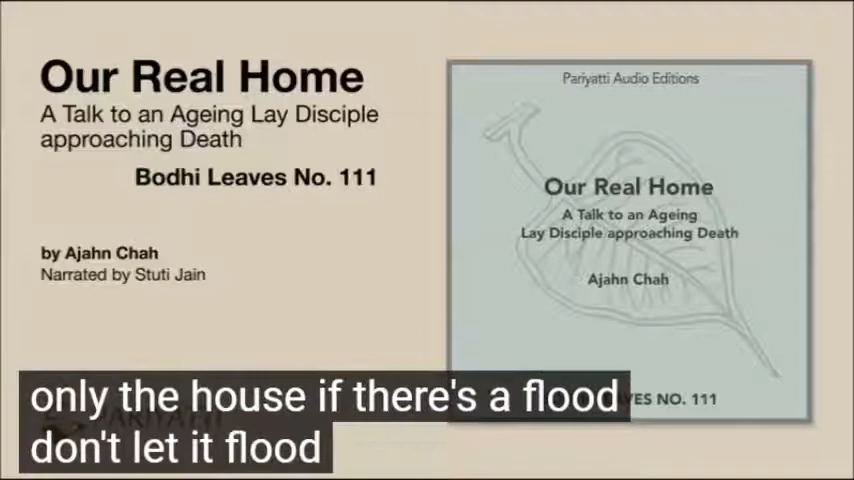 Our Real Home
A Talk to an Ageing Lay Disciple
approaching Death
Bodhi Leaves No. 111
by Ajahn Chah
Narrated by Stuti Jain
Pariyatti Audio Editions
Our Real Home
A Talk to an Ageing
Lay Disciple approaching Death
Ajahn Chah
LEAVES NO. 111
only the house if there's a flood
don't let it flood